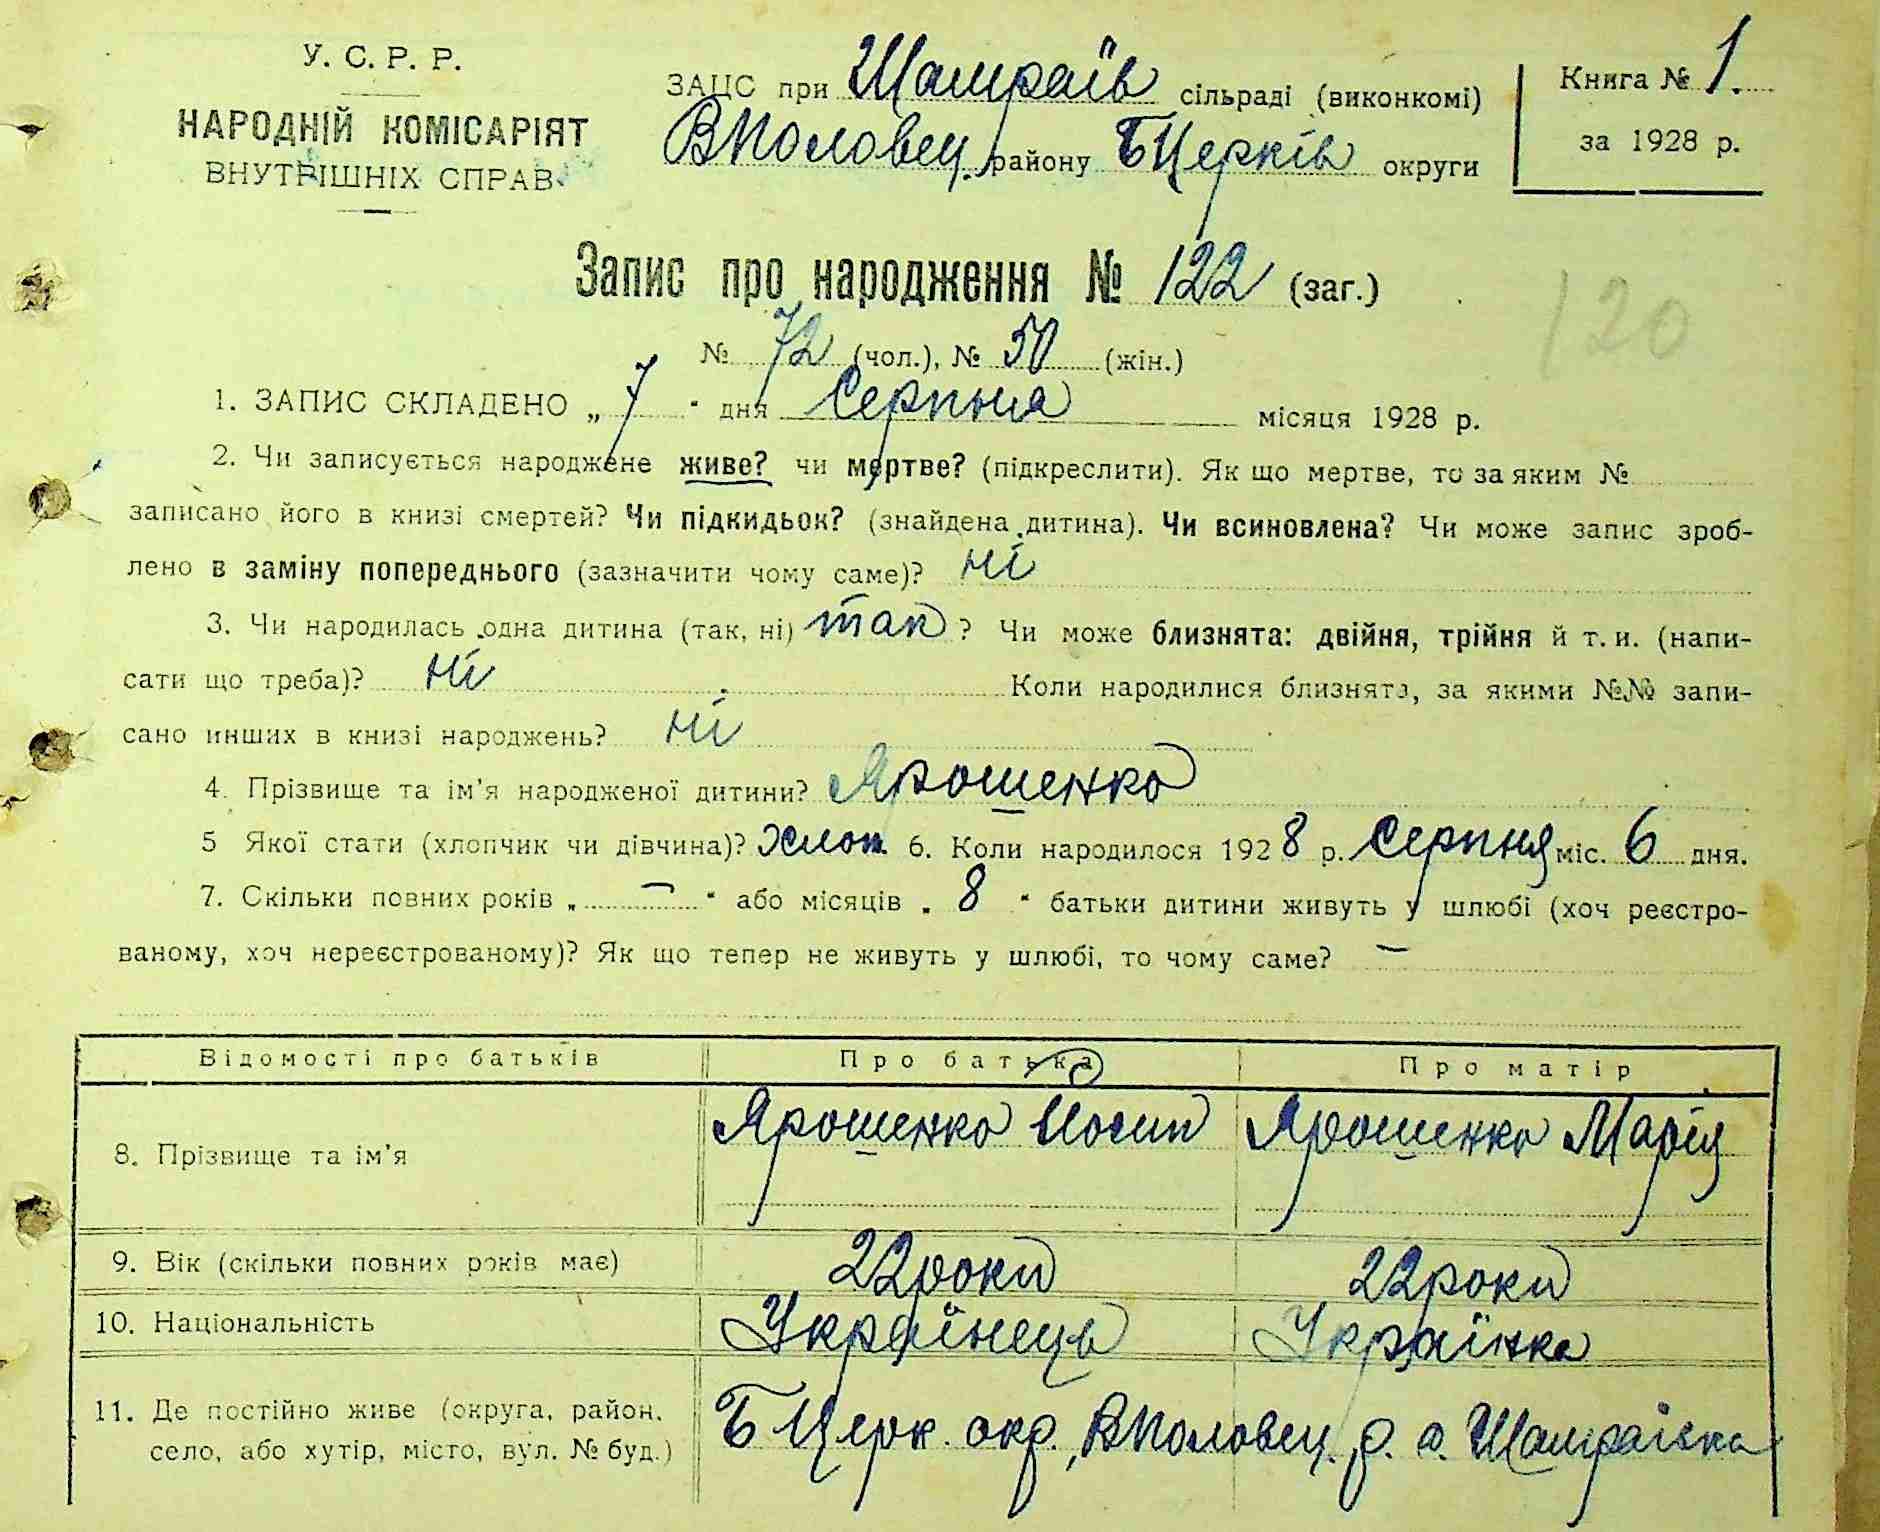 У. С. Р. Р.
НАРОДНІЙ КОМІСАРІЯТ
ВНУТРІШНІХ СПРАВ
ЗАЦС при Шамраїв сільраді (виконкомі)
ВПоловец. району БЦерків округи
Книга № 1.
за 1928 р.
Запис про народження № 122 (заг.)
120
№ 72 (чол.), № 50 (жін.)
1. ЗАПИС СКЛАДЕНО „ 7 " дня Серпня місяця 1928 р.
2. Чи записується народжене живе? чи мертве? (підкреслити). Як що мертве, то за яким №
записано його в книзі смертей? Чи підкидьок? (знайдена дитина). Чи всиновлена? Чи може запис зроб-
лено в заміну попереднього (зазначити чому саме)? ні
3. Чи народилась одна дитина (так, ні) так ? Чи може близнята: двійня, трійня й т. и. (напи-
сати що треба)? ні Коли народилися близнята, за якими №№ запи-
сано инших в книзі народжень? ні
4. Прізвище та ім'я народженої дитини? Ярошенко
5 Якої стати (хлопчик чи дівчина)? Хлоп. 6. Коли народилося 1928 р. Серпня міс. 6 дня.
7. Скільки повних років „ — " або місяців „ 8 " батьки дитини живуть у шлюбі (хоч реєстро-
ваному, хоч нереєстрованому)? Як що тепер не живуть у шлюбі, то чому саме? —
Відомості про батьків Про батька Про матір
8. Прізвище та ім'я Ярошенко Йосип Ярошенко Марія
9. Вік (скільки повних років має) 22 роки 22 роки
10. Національність Українець Українка
11. Де постійно живе (округа, район, село, або хутір, місто, вул. № буд.) БЦерк. окр., ВПоловец. р. с. Шамраївка